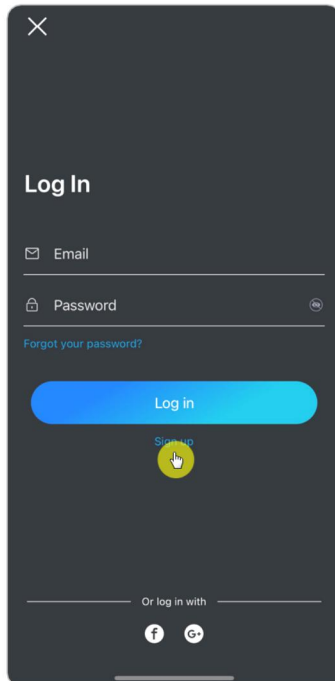 Log In
Email
Password
Forgot your password?
Log in
Sign up
Or log in with
f
G+